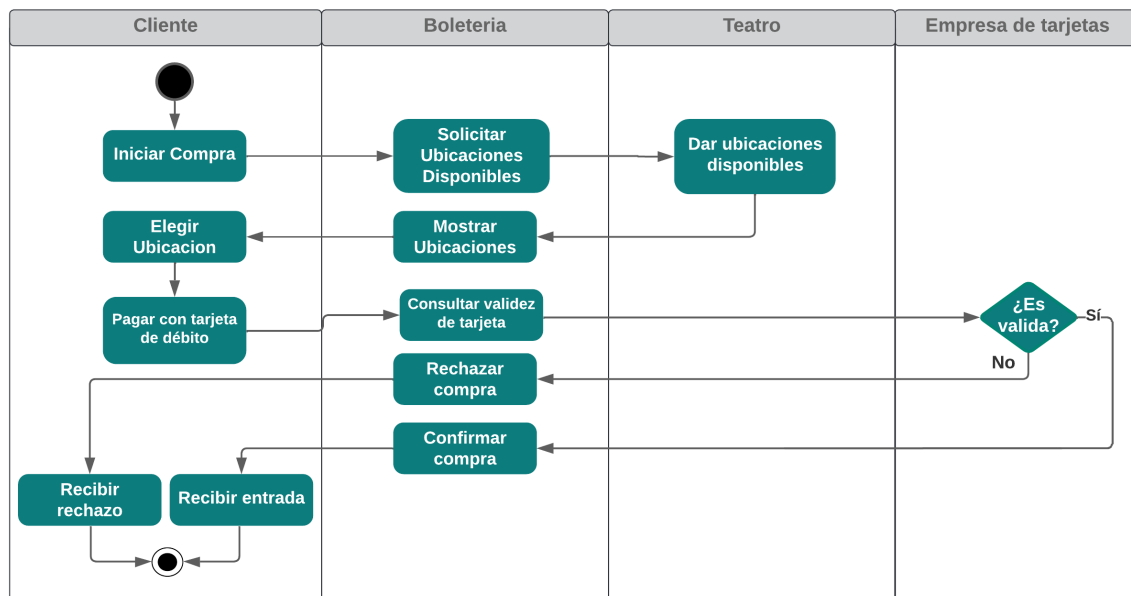 Cliente
Boleteria
Teatro
Empresa de tarjetas
Iniciar Compra
Solicitar
Ubicaciones
Disponibles
Dar ubicaciones
disponibles
Elegir
Ubicacion
Mostrar
Ubicaciones
Pagar con tarjeta
de débito
Consultar validez
de tarjeta
¿Es
valida?
Sí
No
Rechazar
compra
Confirmar
compra
Recibir
rechazo
Recibir entrada